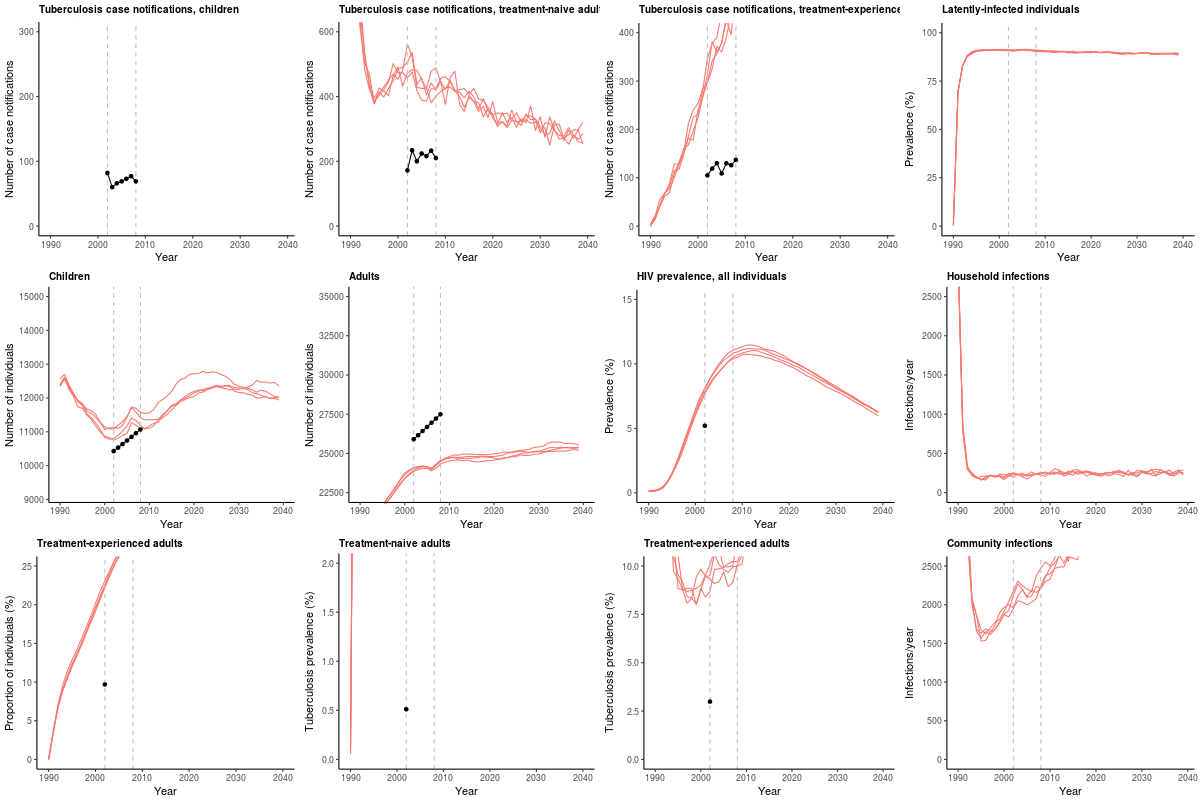 Tuberculosis case notifications, children
Number of case notifications
300
200
100
0
1990 2000 2010 2020 2030 2040
Year
Tuberculosis case notifications, treatment-naive adult
Number of case notifications
600
400
200
0
1990 2000 2010 2020 2030 2040
Year
Tuberculosis case notifications, treatment-experience
Number of case notifications
400
300
200
100
0
1990 2000 2010 2020 2030 2040
Year
Latently-infected individuals
Prevalence (%)
100
75
50
25
0
1990 2000 2010 2020 2030 2040
Year
Children
Number of individuals
15000
14000
13000
12000
11000
10000
9000
1990 2000 2010 2020 2030 2040
Year
Adults
Number of individuals
35000
32500
30000
27500
25000
22500
1990 2000 2010 2020 2030 2040
Year
HIV prevalence, all individuals
Prevalence (%)
15
10
5
0
1990 2000 2010 2020 2030 2040
Year
Household infections
Infections/year
2500
2000
1500
1000
500
0
1990 2000 2010 2020 2030 2040
Year
Treatment-experienced adults
Proportion of individuals (%)
25
20
15
10
5
0
1990 2000 2010 2020 2030 2040
Year
Treatment-naive adults
Tuberculosis prevalence (%)
2.0
1.5
1.0
0.5
0.0
1990 2000 2010 2020 2030 2040
Year
Treatment-experienced adults
Tuberculosis prevalence (%)
10.0
7.5
5.0
2.5
0.0
1990 2000 2010 2020 2030 2040
Year
Community infections
Infections/year
2500
2000
1500
1000
500
0
1990 2000 2010 2020 2030 2040
Year